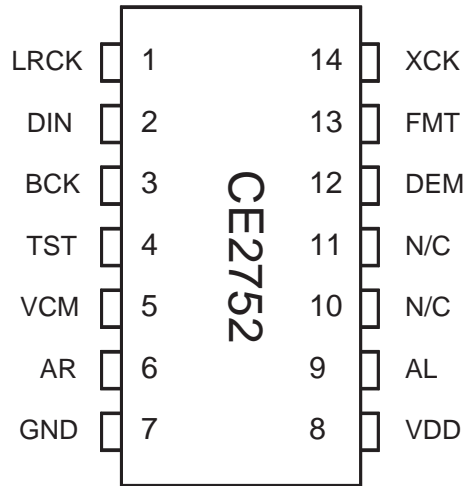 LRCK 1 14 XCK
DIN 2 13 FMT
BCK 3 12 DEM
TST 4 11 N/C
VCM 5 10 N/C
AR 6 9 AL
GND 7 8 VDD
CE2752